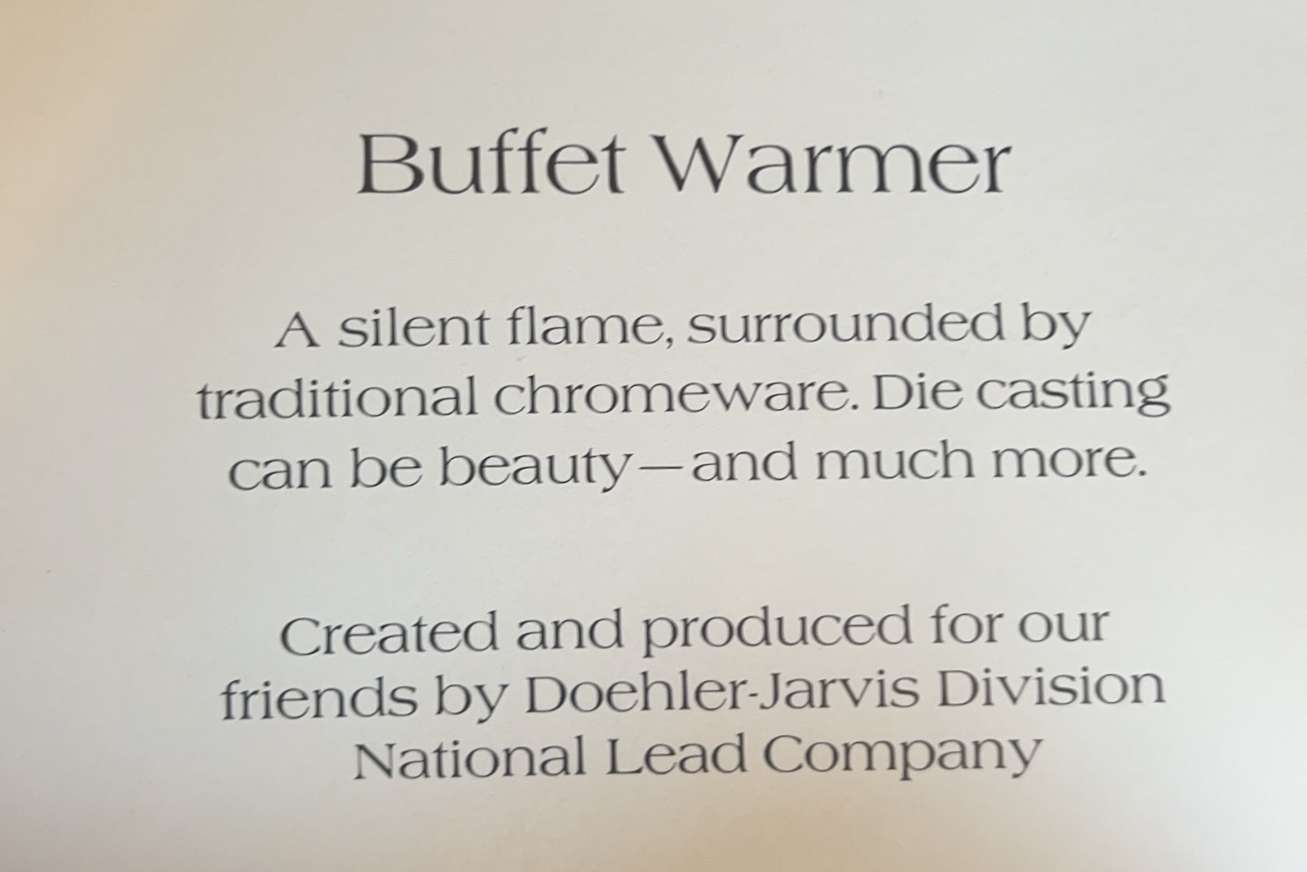 Buffet Warmer
A silent flame, surrounded by
traditional chromeware. Die casting
can be beauty—and much more.
Created and produced for our
friends by Doehler-Jarvis Division
National Lead Company